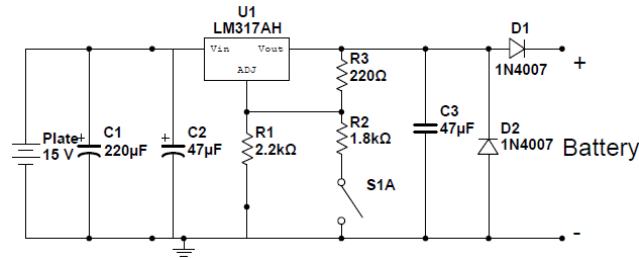 U1
LM317AH
Vin
Vout
ADJ
D1
1N4007
+
R3
220Ω
Plate
15 V
+
C1
220µF
+
C2
47µF
R1
2.2kΩ
R2
1.8kΩ
C3
47µF
D2
1N4007
Battery
S1A
-